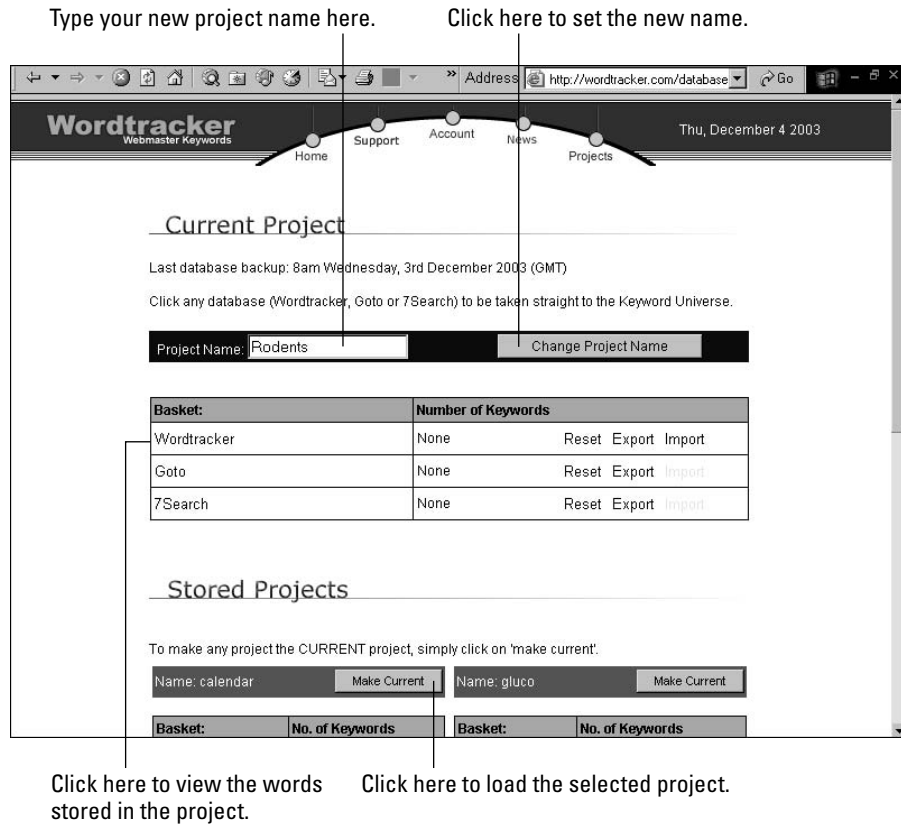 Type your new project name here. Click here to set the new name.
» Address http://wordtracker.com/database Go
Wordtracker
Webmaster Keywords
Home Support Account News Projects
Thu, December 4 2003
Current Project
Last database backup: 8am Wednesday, 3rd December 2003 (GMT)
Click any database (Wordtracker, Goto or 7Search) to be taken straight to the Keyword Universe.
Project Name: Rodents Change Project Name
Basket: Number of Keywords
Wordtracker None Reset Export Import
Goto None Reset Export Import
7Search None Reset Export Import
Stored Projects
To make any project the CURRENT project, simply click on 'make current'.
Name: calendar Make Current Name: gluco Make Current
Basket: No. of Keywords Basket: No. of Keywords
Click here to view the words
stored in the project.
Click here to load the selected project.